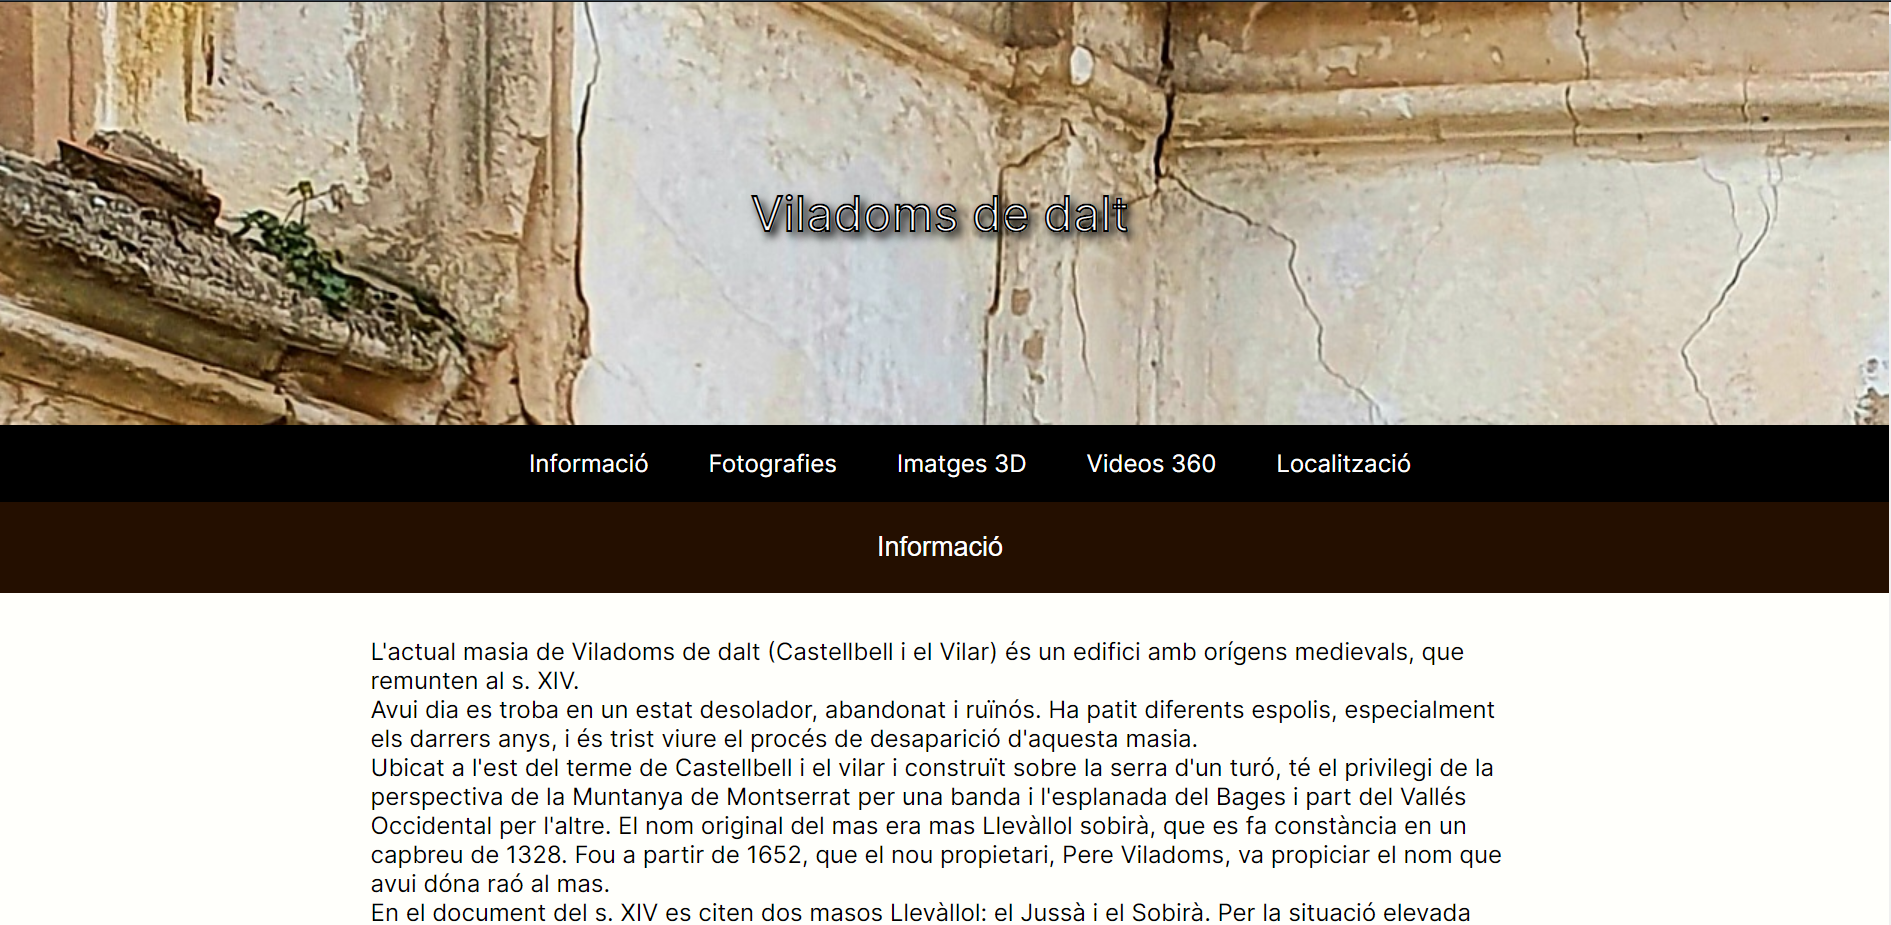 Viladoms de dalt
Informació Fotografies Imatges 3D Videos 360 Localització
Informació
L'actual masia de Viladoms de dalt (Castellbell i el Vilar) és un edifici amb orígens medievals, que
remunten al s. XIV.
Avui dia es troba en un estat desolador, abandonat i ruïnós. Ha patit diferents espolis, especialment
els darrers anys, i és trist viure el procés de desaparició d'aquesta masia.
Ubicat a l'est del terme de Castellbell i el vilar i construït sobre la serra d'un turó, té el privilegi de la
perspectiva de la Muntanya de Montserrat per una banda i l'esplanada del Bages i part del Vallés
Occidental per l'altre. El nom original del mas era mas Llevàllol sobirà, que es fa constància en un
capbreu de 1328. Fou a partir de 1652, que el nou propietari, Pere Viladoms, va propiciar el nom que
avui dóna raó al mas.
En el document del s. XIV es citen dos masos Llevàllol: el Jussà i el Sobirà. Per la situació elevada